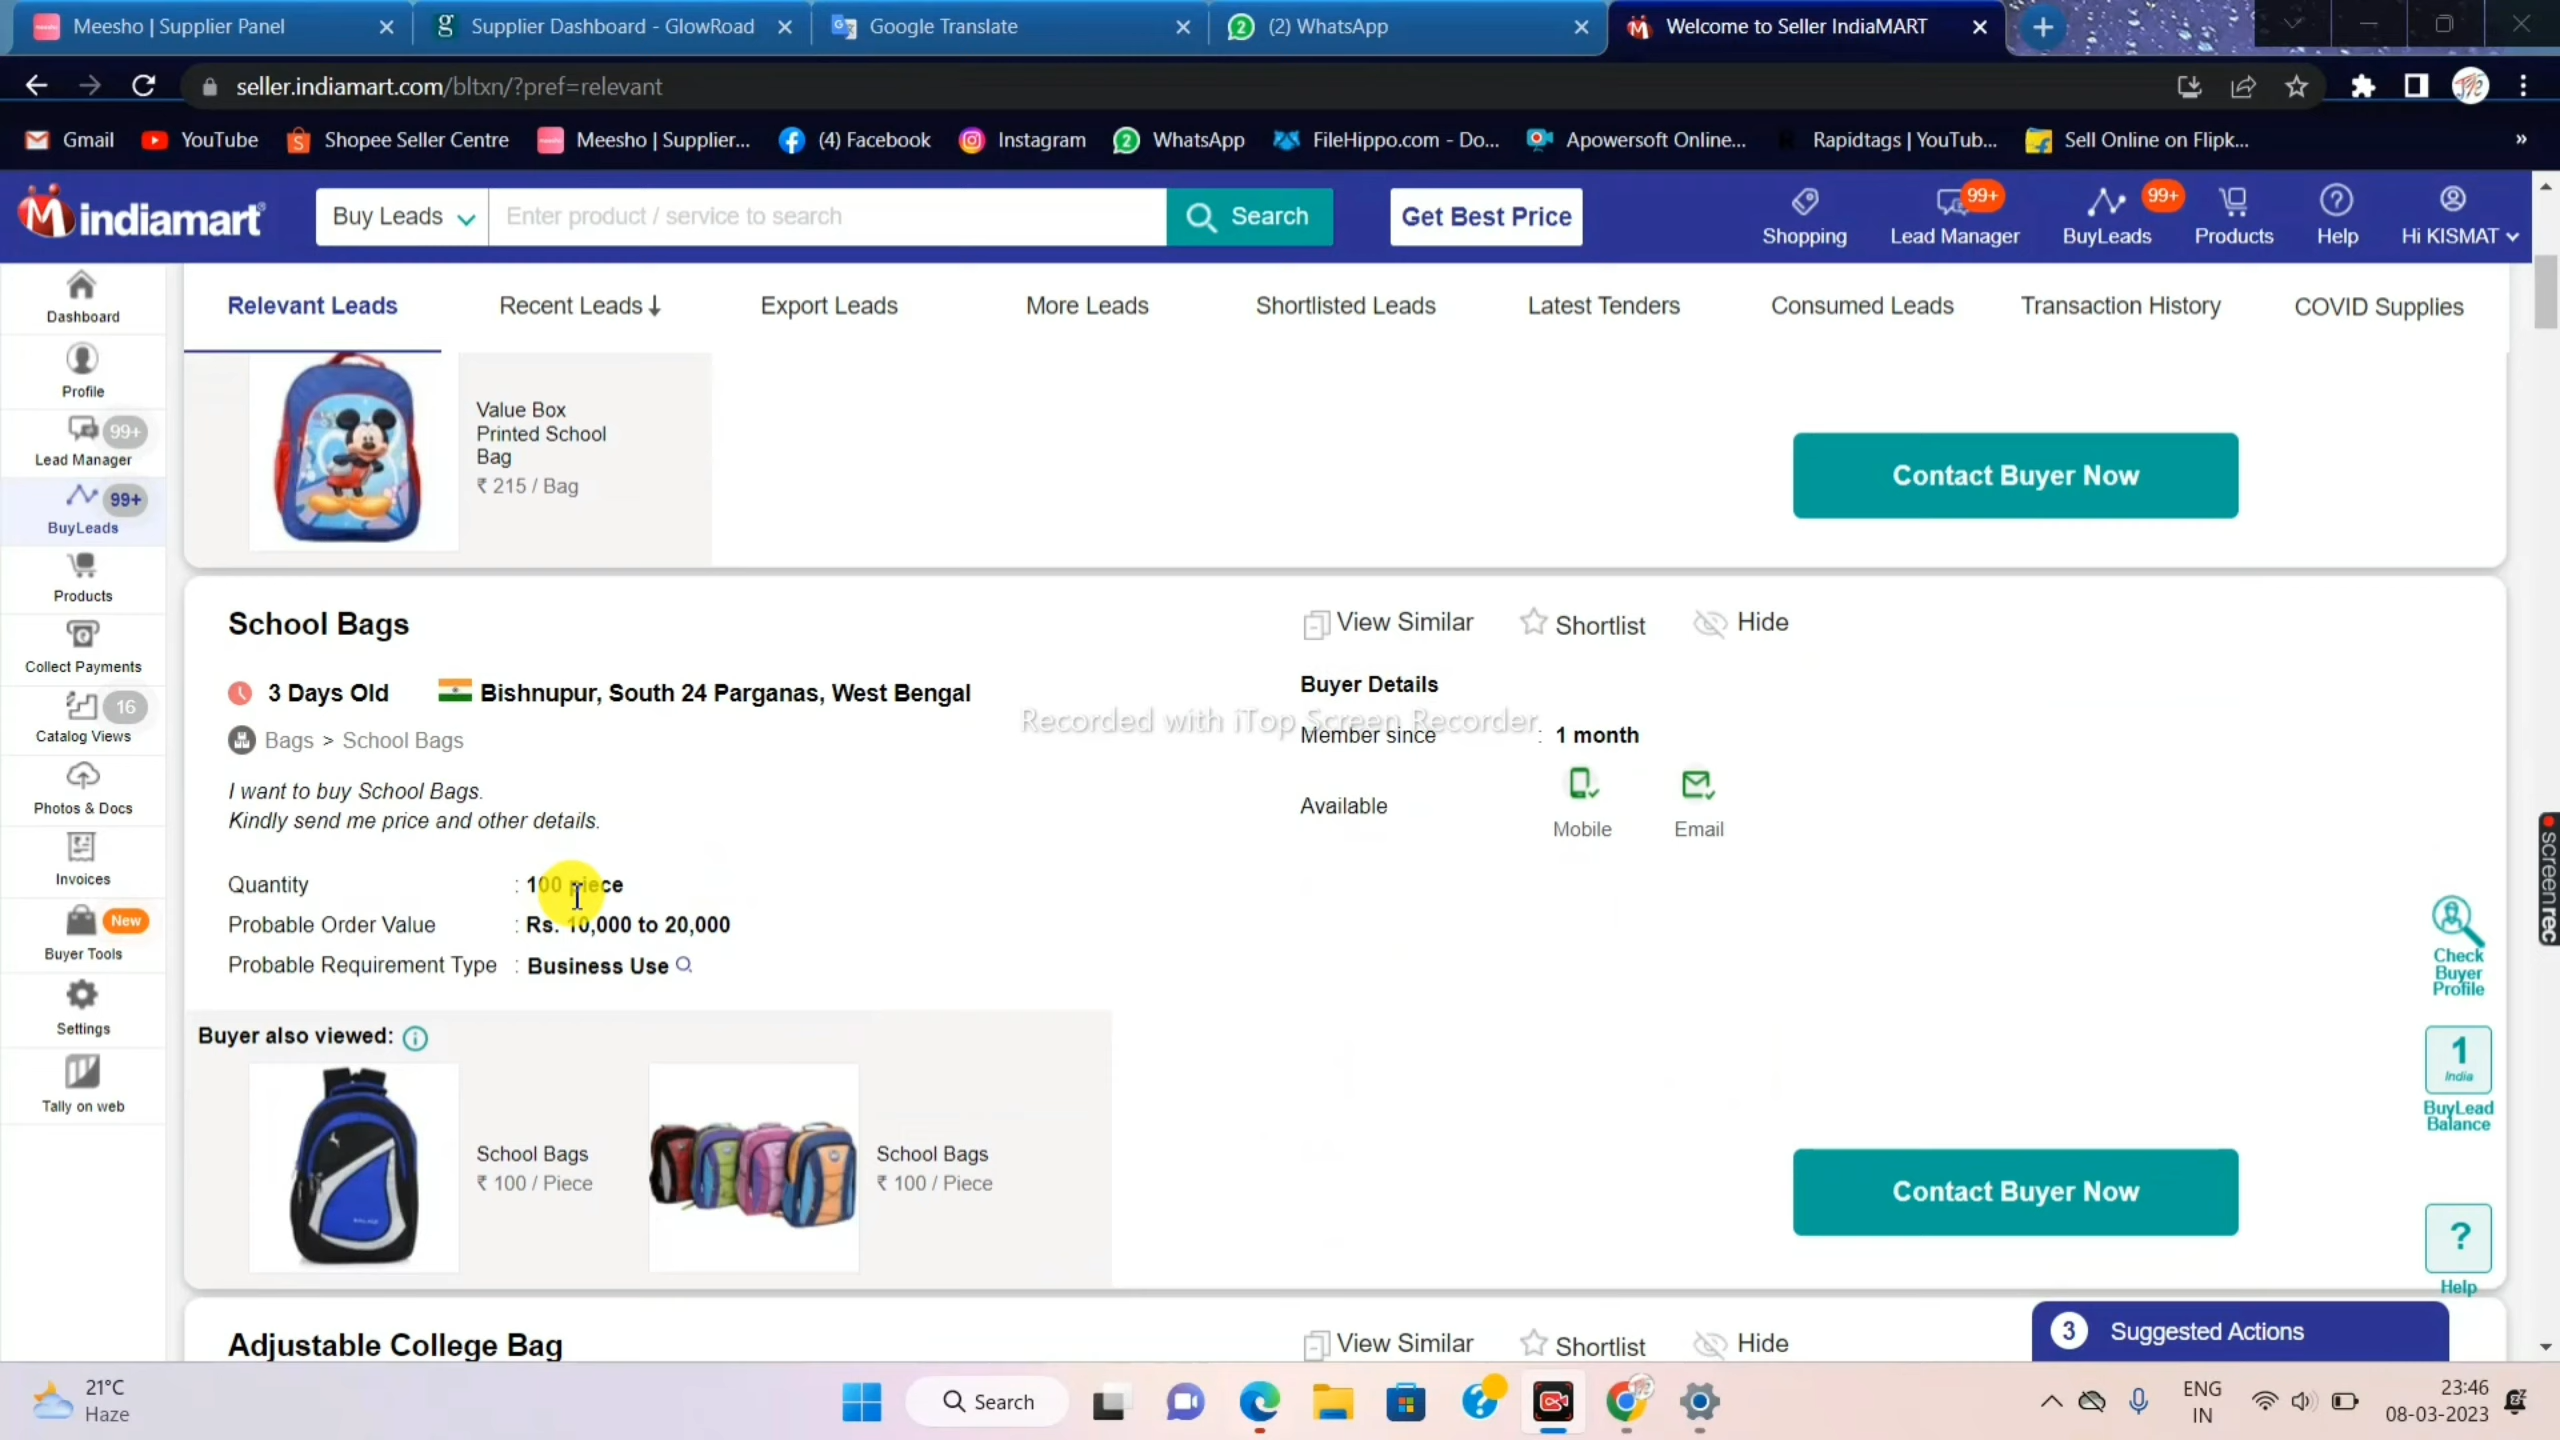 Meesho | Supplier Panel
Supplier Dashboard - GlowRoad
Google Translate
(2) WhatsApp
Welcome to Seller IndiaMART
seller.indiamart.com/bltxn/?pref=relevant
Gmail
YouTube
Shopee Seller Centre
Meesho | Supplier...
(4) Facebook
Instagram
WhatsApp
FileHippo.com - Do...
Apowersoft Online...
Rapidtags | YouTub...
Sell Online on Flipk...
»
indiamart
Buy Leads
Enter product / service to search
Search
Get Best Price
Shopping
99+
Lead Manager
99+
BuyLeads
Products
Help
Hi KISMAT
Dashboard
Profile
99+
Lead Manager
99+
BuyLeads
Products
Collect Payments
16
Catalog Views
Photos & Docs
Invoices
New
Buyer Tools
Settings
Tally on web
Relevant Leads
Recent Leads
Export Leads
More Leads
Shortlisted Leads
Latest Tenders
Consumed Leads
Transaction History
COVID Supplies
Value Box
Printed School
Bag
₹ 215 / Bag
Contact Buyer Now
School Bags
View Similar
Shortlist
Hide
3 Days Old
Bishnupur, South 24 Parganas, West Bengal
Bags > School Bags
I want to buy School Bags.
Kindly send me price and other details.
Quantity : 100 piece
Probable Order Value : Rs. 10,000 to 20,000
Probable Requirement Type : Business Use
Buyer Details
Recorded with iTop Screen Recorder
Member since : 1 month
Available
Mobile
Email
Buyer also viewed:
School Bags
₹ 100 / Piece
School Bags
₹ 100 / Piece
Contact Buyer Now
Check
Buyer
Profile
1
India
BuyLead
Balance
?
Help
screenrec
Adjustable College Bag
View Similar
Shortlist
Hide
3 Suggested Actions
21°C
Haze
Search
ENG
IN
23:46
08-03-2023